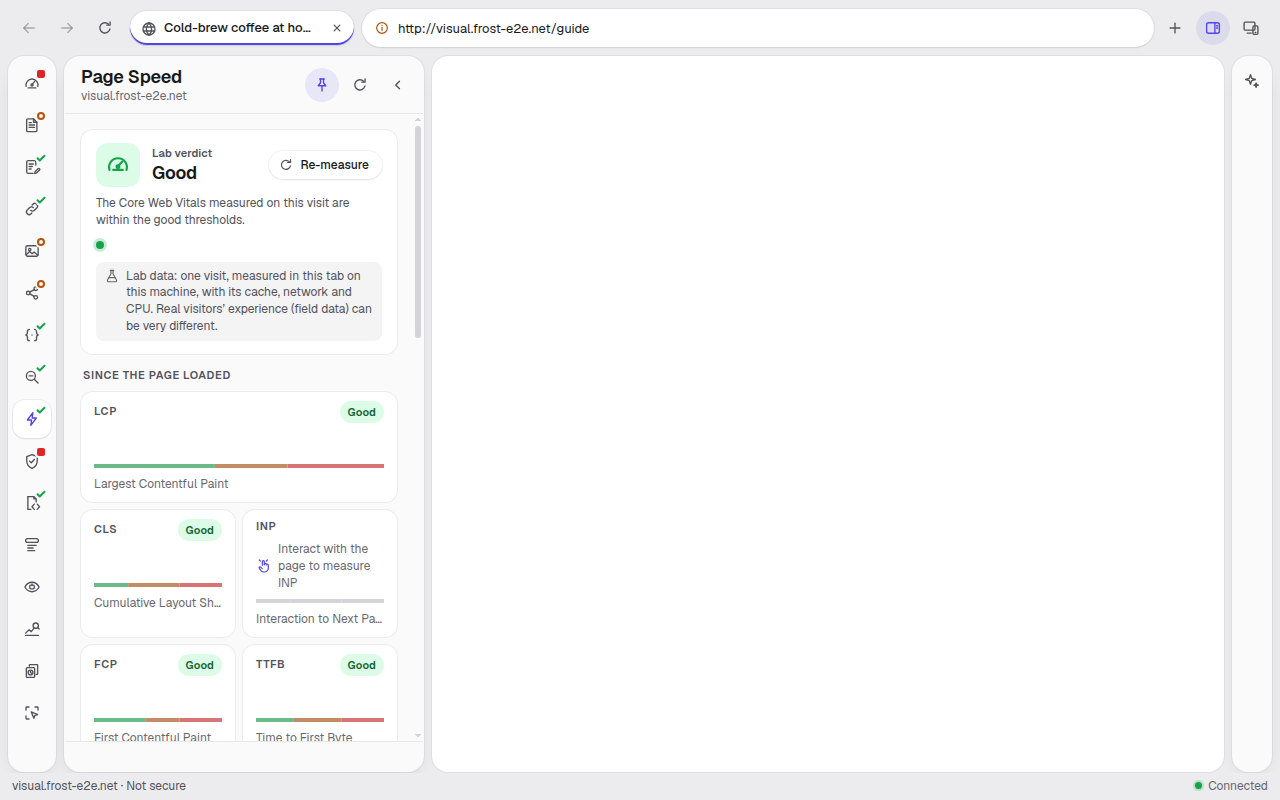 Cold-brew coffee at ho...
http://visual.frost-e2e.net/guide
Page Speed
visual.frost-e2e.net
Lab verdict
Good
Re-measure
The Core Web Vitals measured on this visit are
within the good thresholds.
Lab data: one visit, measured in this tab on
this machine, with its cache, network and
CPU. Real visitors' experience (field data) can
be very different.
SINCE THE PAGE LOADED
LCP
Good
Largest Contentful Paint
CLS
Good
Cumulative Layout Sh...
INP
Interact with the
page to measure
INP
Interaction to Next Pa...
FCP
Good
First Contentful Paint
TTFB
Good
Time to First Byte
visual.frost-e2e.net · Not secure
Connected